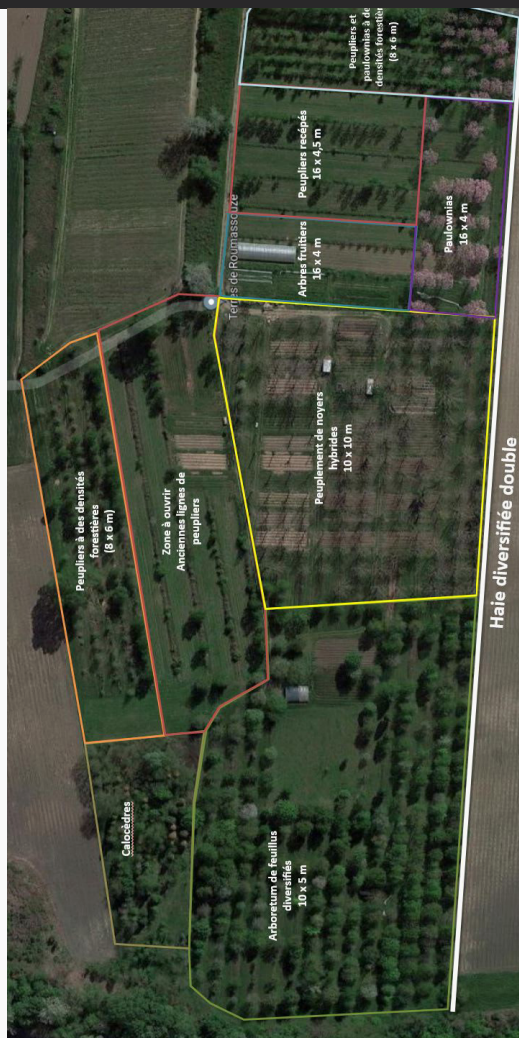 Peupliers et
paulownias à de
densités foresti
(8 x 6 m)
Peupliers recépés
16 x 4,5 m
Paulownias
16 x 4 m
Arbres fruitiers
16 x 4 m
Terres de Roumassouze
Peuplement de noyers
hybrides
10 x 10 m
Peupliers à des densités
forestières
(8 x 6 m)
Zone à ouvrir
Anciennes lignes de
peupliers
Haie diversifiée double
Calocèdres
Arboretum de feuillus
diversifiés
10 x 5 m